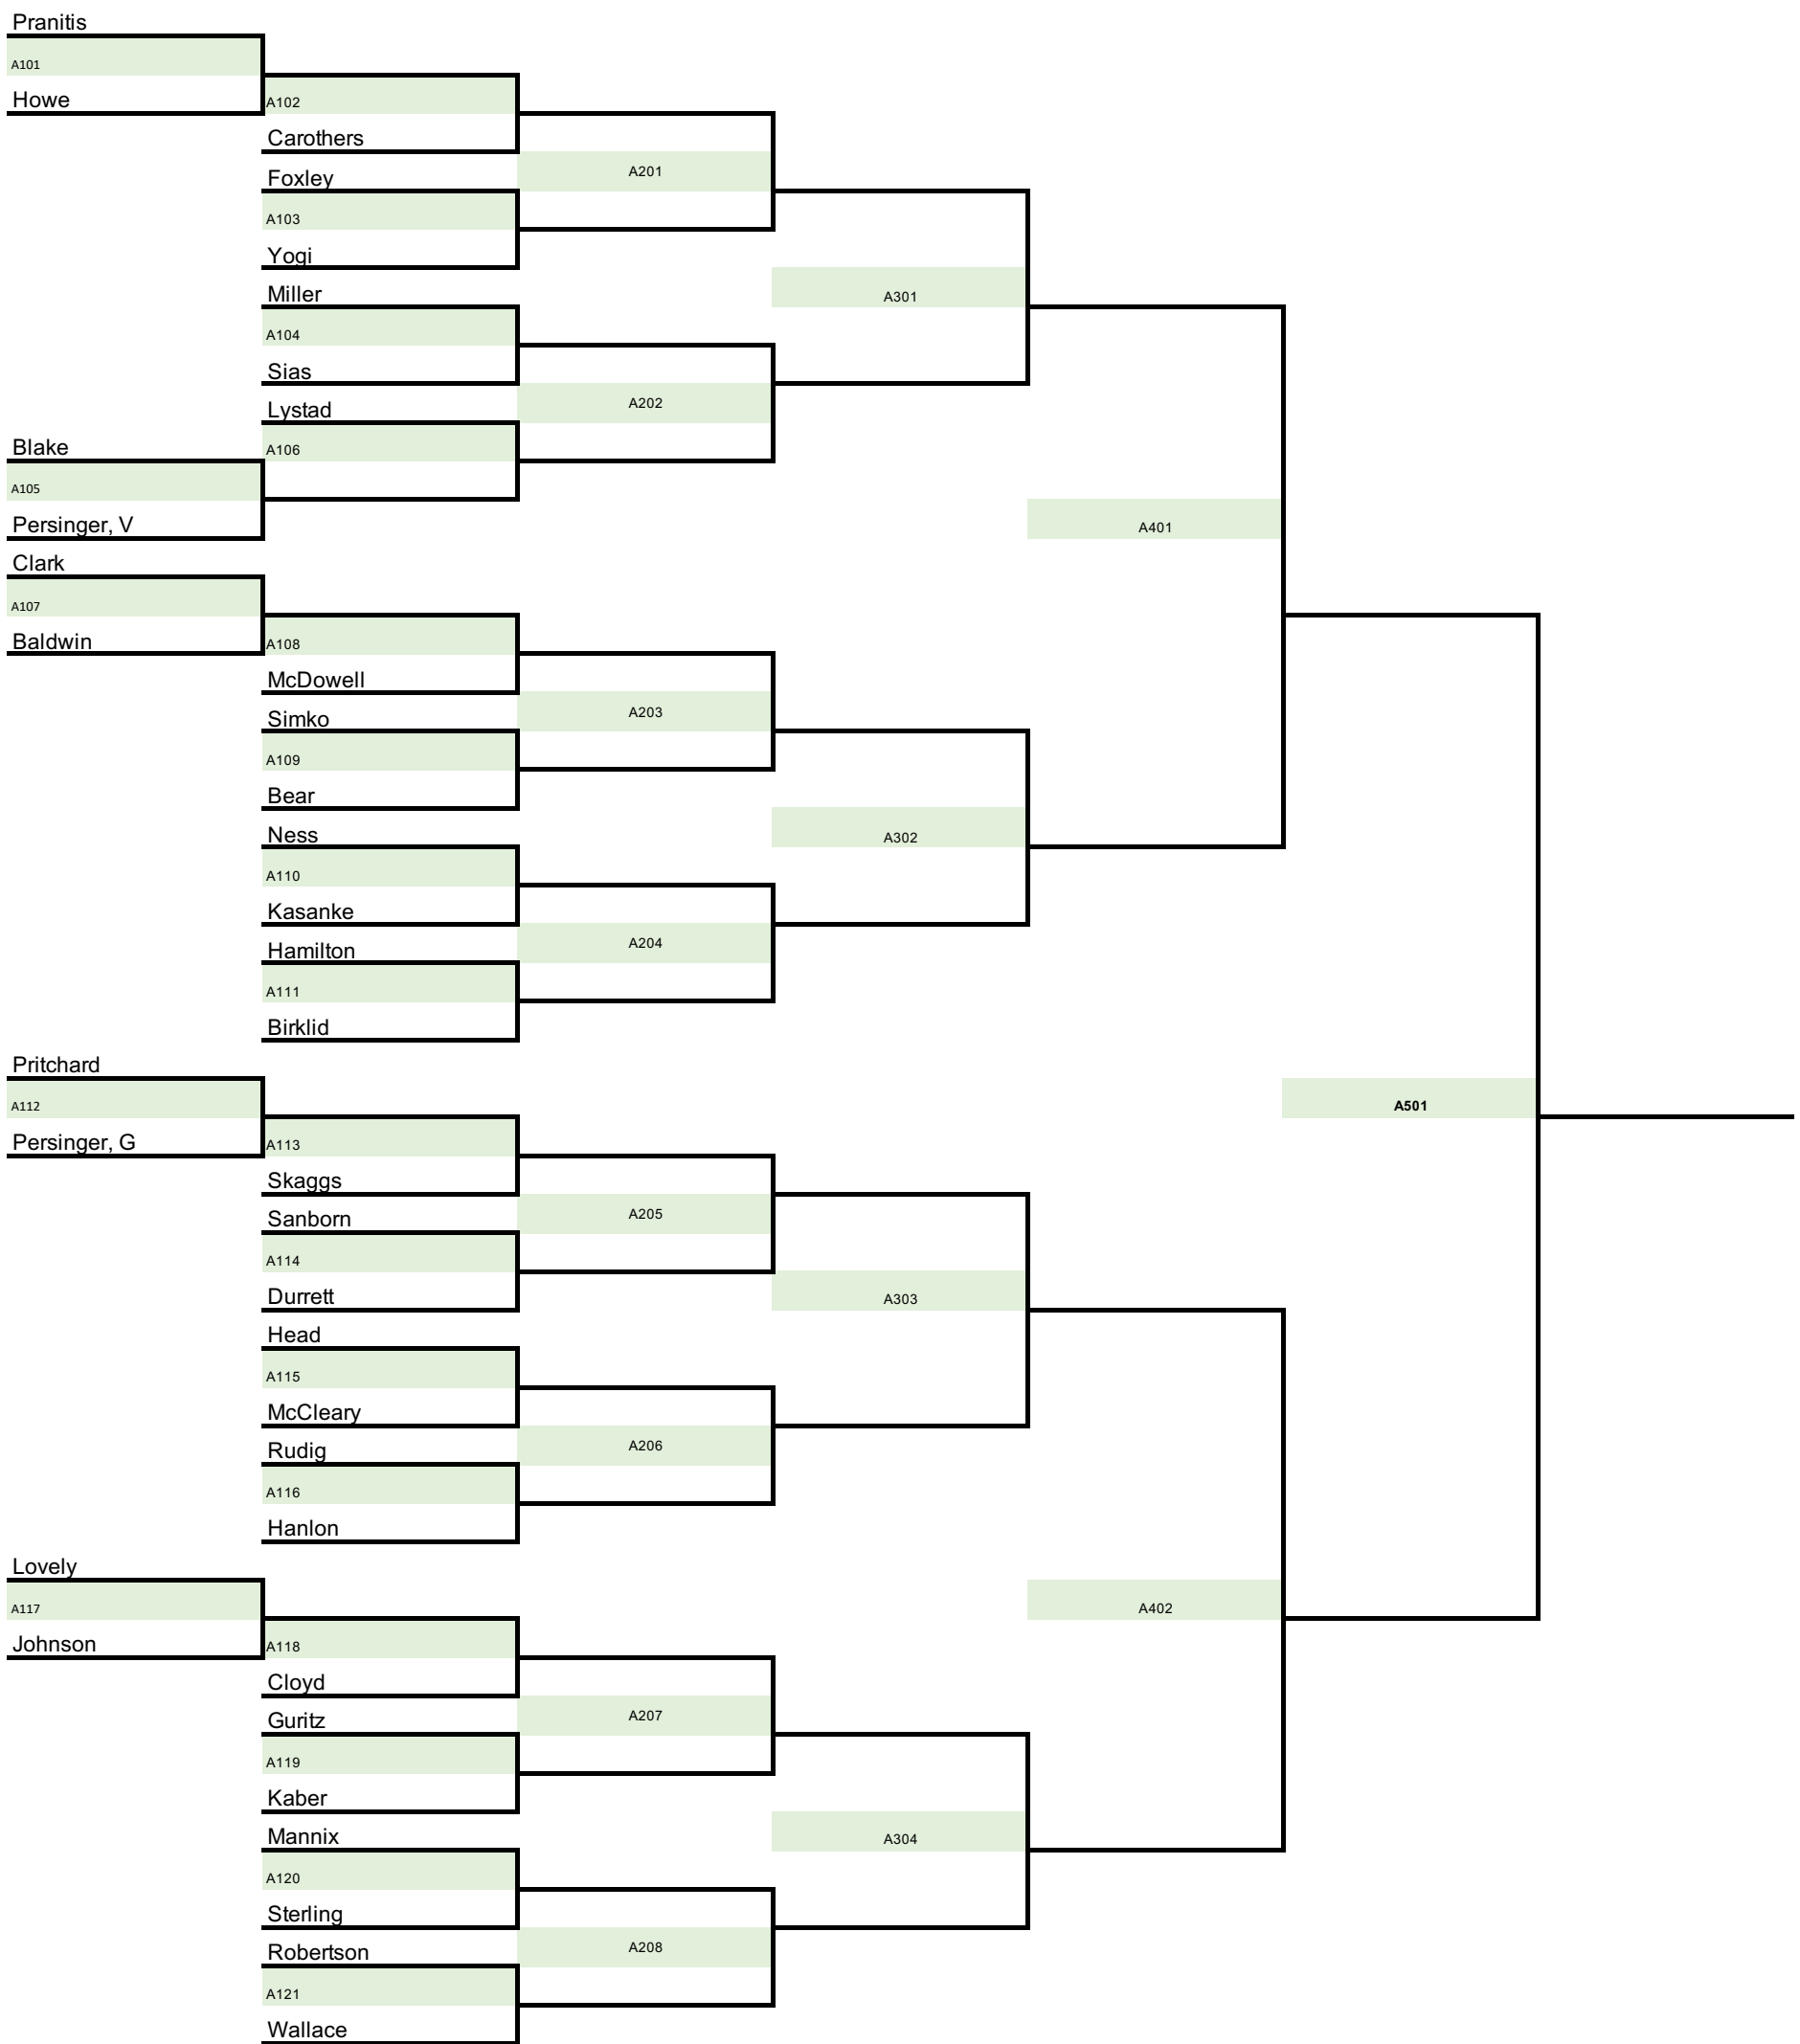 Pranitis
A101
Howe
A102
Carothers
A201
Foxley
A103
Yogi
Miller
A301
A104
Sias
Lystad
A202
Blake
A106
A105
Persinger, V
A401
Clark
A107
Baldwin
A108
McDowell
Simko
A203
A109
Bear
Ness
A302
A110
Kasanke
Hamilton
A204
A111
Birklid
Pritchard
A112
A501
Persinger, G
A113
Skaggs
Sanborn
A205
A114
Durrett
A303
Head
A115
McCleary
Rudig
A206
A116
Hanlon
Lovely
A117
A402
Johnson
A118
Cloyd
Guritz
A207
A119
Kaber
Mannix
A304
A120
Sterling
Robertson
A208
A121
Wallace